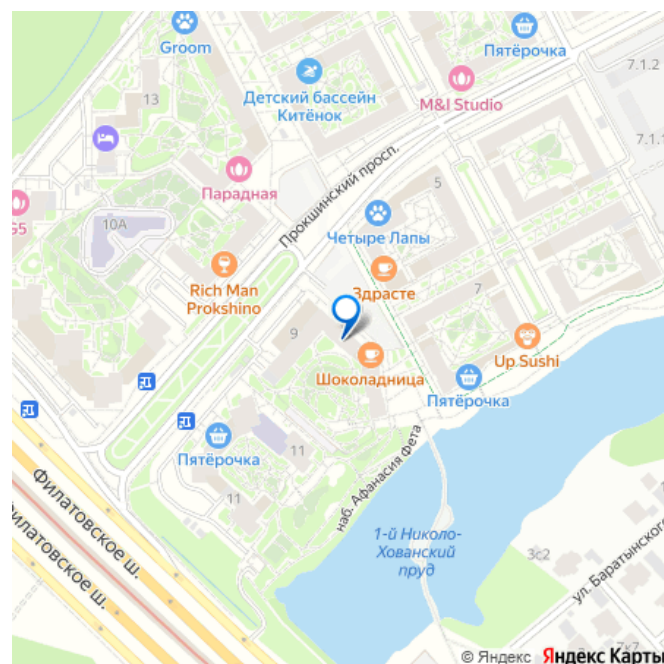 Groom
Пятёрочка
7.1.2
Детский бассейн
Китёнок
M&I Studio
13
7.1.1
Прокшинский просп.
Парадная
5
G5
10А
Четыре Лапы
Rich Man
Prokshino
Здрасте
7
9
Up Sushi
Шоколадница
Пятёрочка
Пятёрочка
11
11
наб. Афанасия Фета
Филатовское ш.
Филатовское ш.
1-й Николо-
Хованский
пруд
3с2
ул. Баратынского
7к7
© Яндекс Яндекс Карты